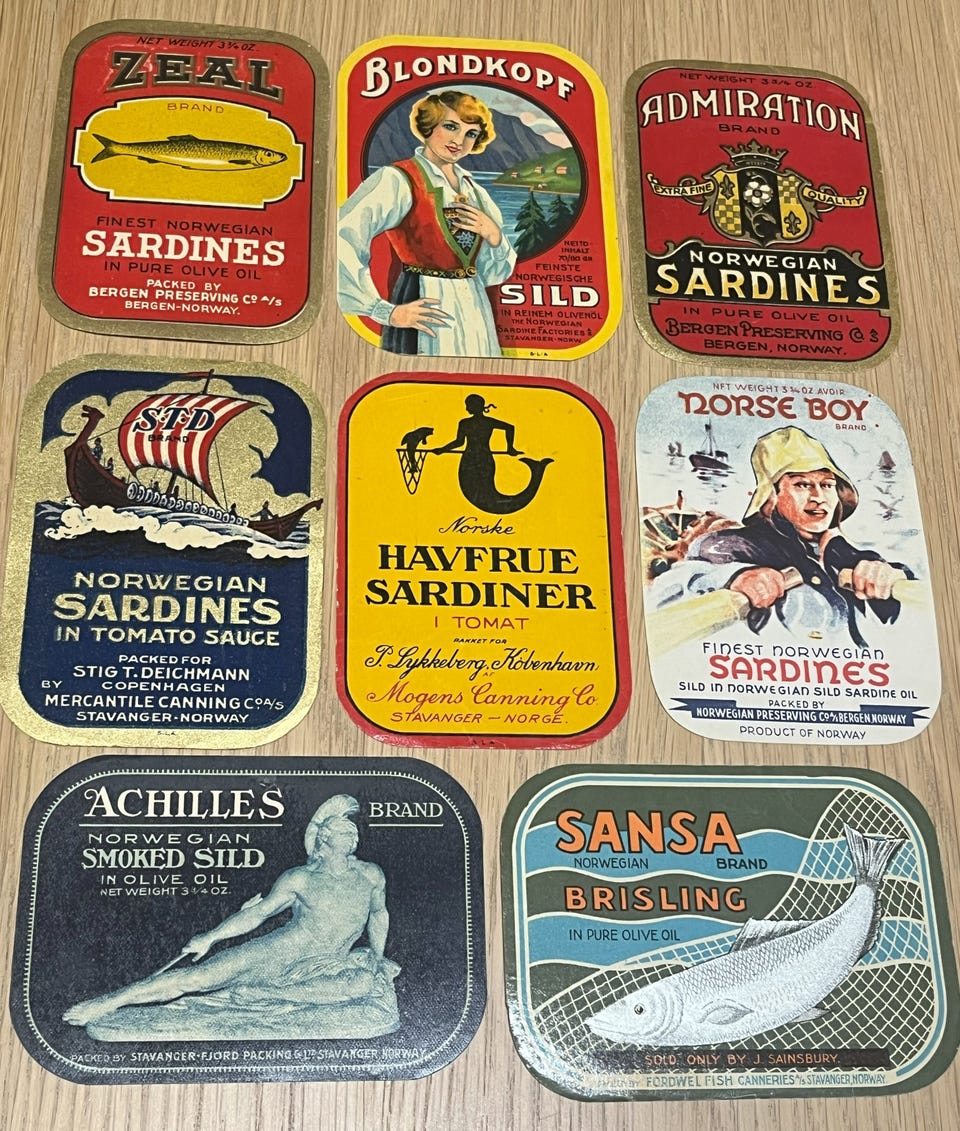 NET WEIGHT 3¾ OZ.
ZEAL
BRAND
FINEST NORWEGIAN
SARDINES
IN PURE OLIVE OIL
PACKED BY
BERGEN PRESERVING Cº A/S
BERGEN-NORWAY.
BLONDKOPF
NETTO-
INHALT
70/80 GR
FEINSTE
NORWEGISCHE
SILD
IN REINEM OLIVENÖL
THE NORWEGIAN
SARDINE FACTORIES
STAVANGER-NORW.
S.L.A
NET WEIGHT 3 3/4 OZ
ADMIRATION
BRAND
EXTRA FINE QUALITY
NORWEGIAN
SARDINES
IN PURE OLIVE OIL
BERGEN PRESERVING Co A/S
BERGEN, NORWAY.
STD
BRAND
NORWEGIAN
SARDINES
IN TOMATO SAUCE
PACKED FOR
STIG T. DEICHMANN
BY COPENHAGEN
MERCANTILE CANNING Cº A/S
STAVANGER-NORWAY
S.L.A.
Norske
HAVFRUE
SARDINER
I TOMAT
PAKKET FOR
P. Lykkeberg, København,
AF
Mogens Canning Co.
STAVANGER — NORGE.
NET WEIGHT 3¾ OZ AVOIR
NORSE BOY
BRAND
FINEST NORWEGIAN
SARDINES
SILD IN NORWEGIAN SILD SARDINE OIL
PACKED BY
NORWEGIAN PRESERVING Cº A/S BERGEN, NORWAY
PRODUCT OF NORWAY
ACHILLES BRAND
NORWEGIAN
SMOKED SILD
IN OLIVE OIL
NET WEIGHT 3¾ OZ.
PACKED BY STAVANGER-FJORD PACKING Cº LTD STAVANGER, NORWAY.
SANSA
NORWEGIAN BRAND
BRISLING
IN PURE OLIVE OIL
SOLD ONLY BY J. SAINSBURY.
FORDWEL FISH CANNERIES A/S STAVANGER, NORWAY.